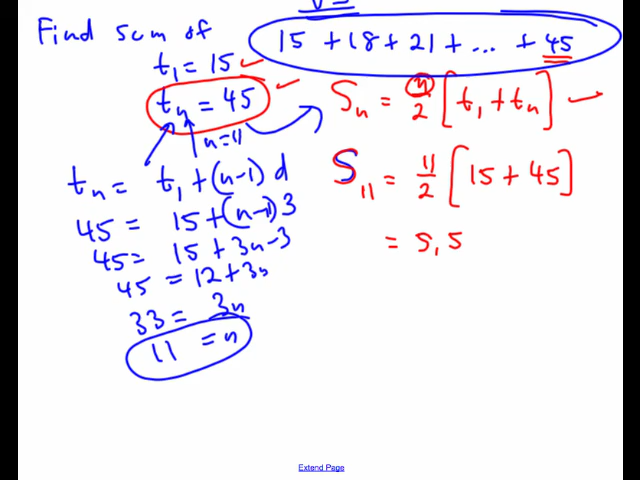 Find sum of 15 + 18 + 21 + ... + 45
t₁ = 15
tₙ = 45
n=11
Sₙ = n/2 [t₁ + tₙ]
tₙ = t₁ + (n-1) d
45 = 15 + (n-1) 3
45 = 15 + 3n - 3
45 = 12 + 3n
33 = 3n
11 = n
S₁₁ = 11/2 [15 + 45]
= 5,5
Extend Page